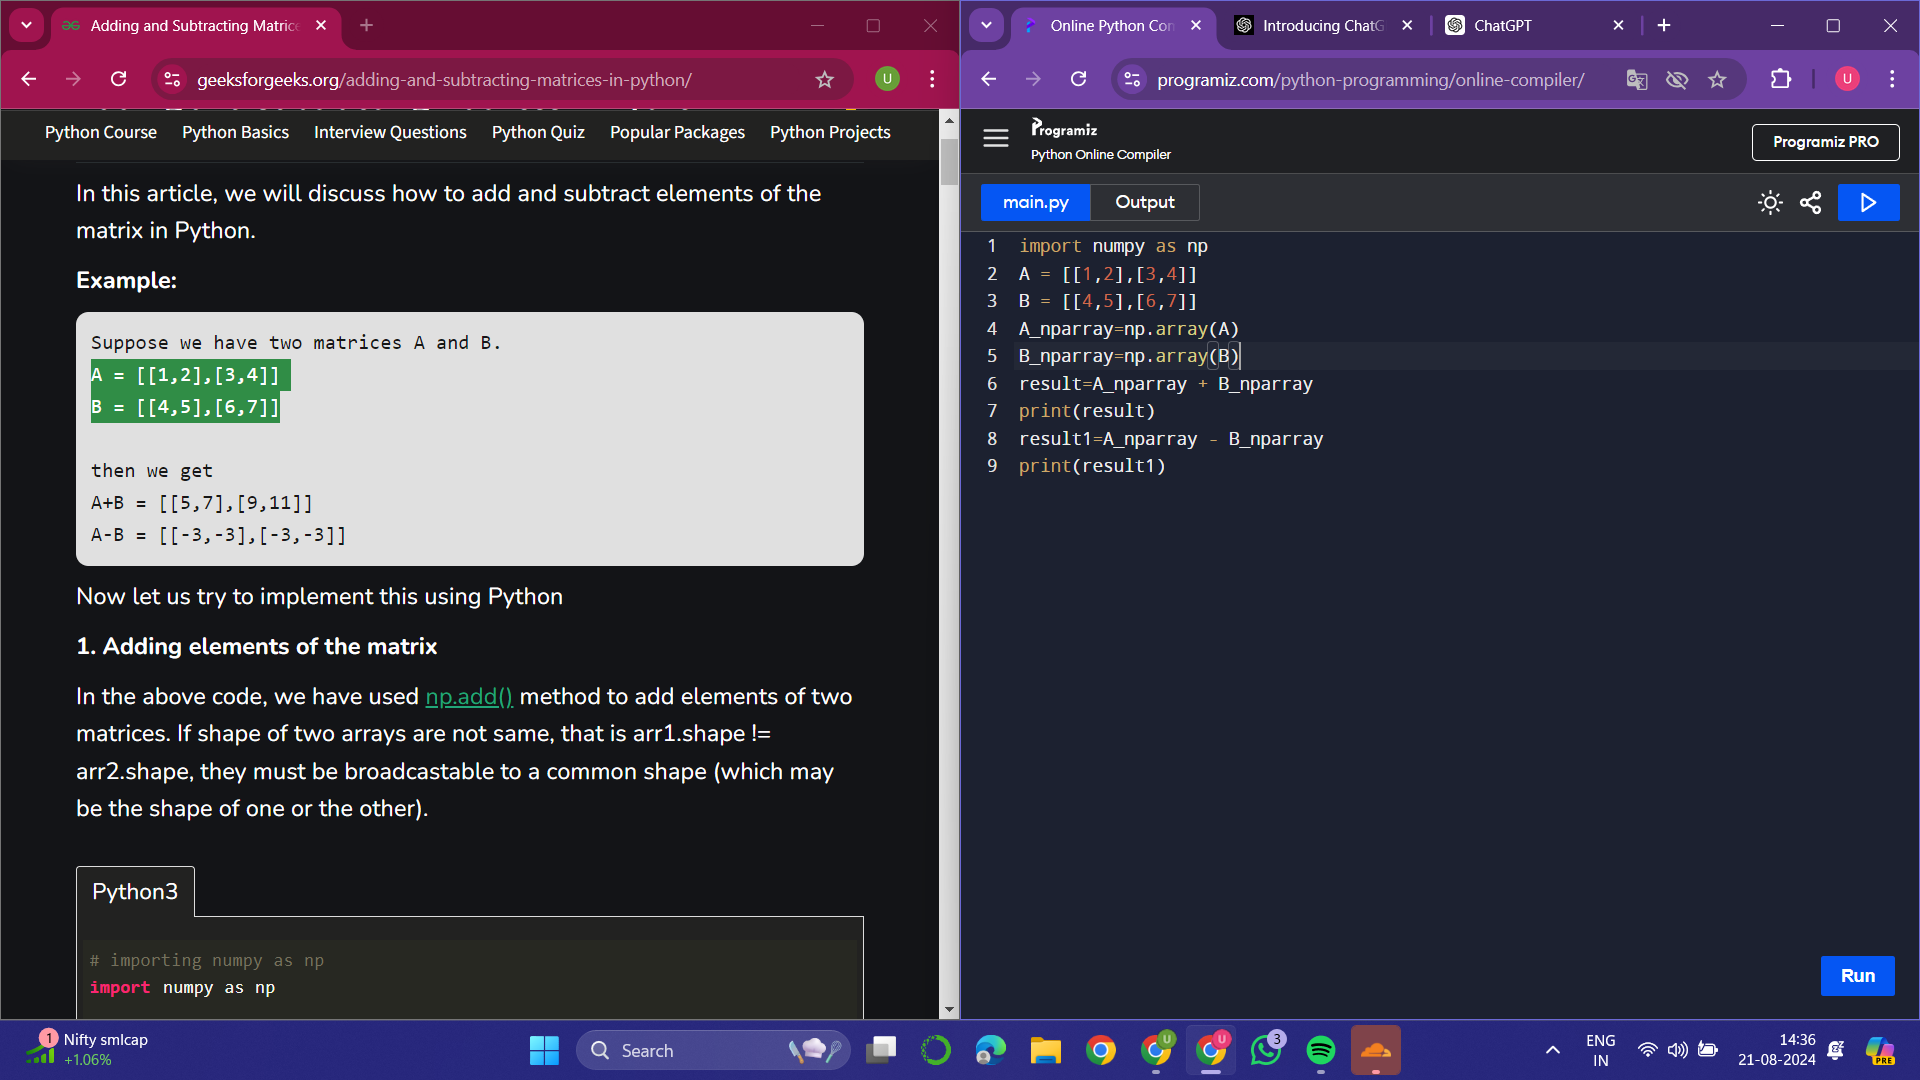 Adding and Subtracting Matrice
geeksforgeeks.org/adding-and-subtracting-matrices-in-python/
U
Python Course Python Basics Interview Questions Python Quiz Popular Packages Python Projects
In this article, we will discuss how to add and subtract elements of the
matrix in Python.
Example:
Suppose we have two matrices A and B.
A = [[1,2],[3,4]]
B = [[4,5],[6,7]]
then we get
A+B = [[5,7],[9,11]]
A-B = [[-3,-3],[-3,-3]]
Now let us try to implement this using Python
1. Adding elements of the matrix
In the above code, we have used np.add() method to add elements of two
matrices. If shape of two arrays are not same, that is arr1.shape !=
arr2.shape, they must be broadcastable to a common shape (which may
be the shape of one or the other).
Python3
# importing numpy as np
import numpy as np
Online Python Con
Introducing ChatG
ChatGPT
programiz.com/python-programming/online-compiler/
U
Programiz
Python Online Compiler
Programiz PRO
main.py Output
1 import numpy as np
2 A = [[1,2],[3,4]]
3 B = [[4,5],[6,7]]
4 A_nparray=np.array(A)
5 B_nparray=np.array(B)
6 result=A_nparray + B_nparray
7 print(result)
8 result1=A_nparray - B_nparray
9 print(result1)
Run
1
Nifty smlcap
+1.06%
Search
U
U
3
ENG
IN
14:36
21-08-2024
PRE